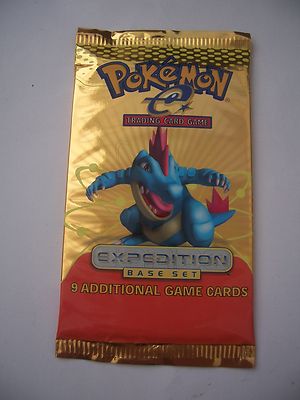 POKéMON
e
TRADING CARD GAME
EXPEDITION
BASE SET
9 ADDITIONAL GAME CARDS